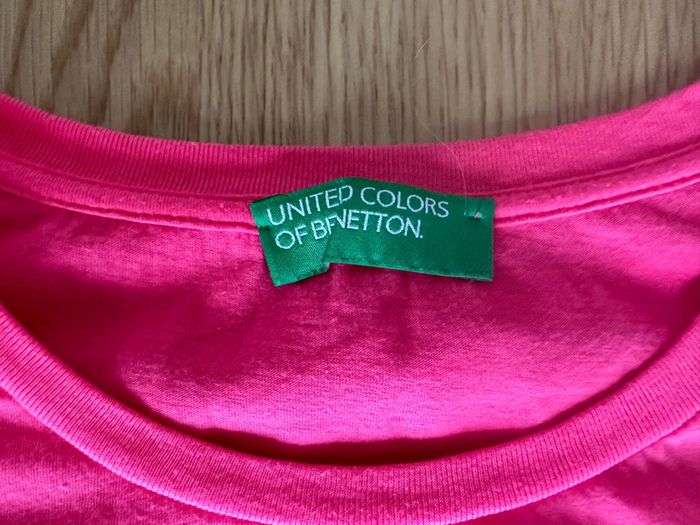 UNITED COLORS
OF BENETTON.